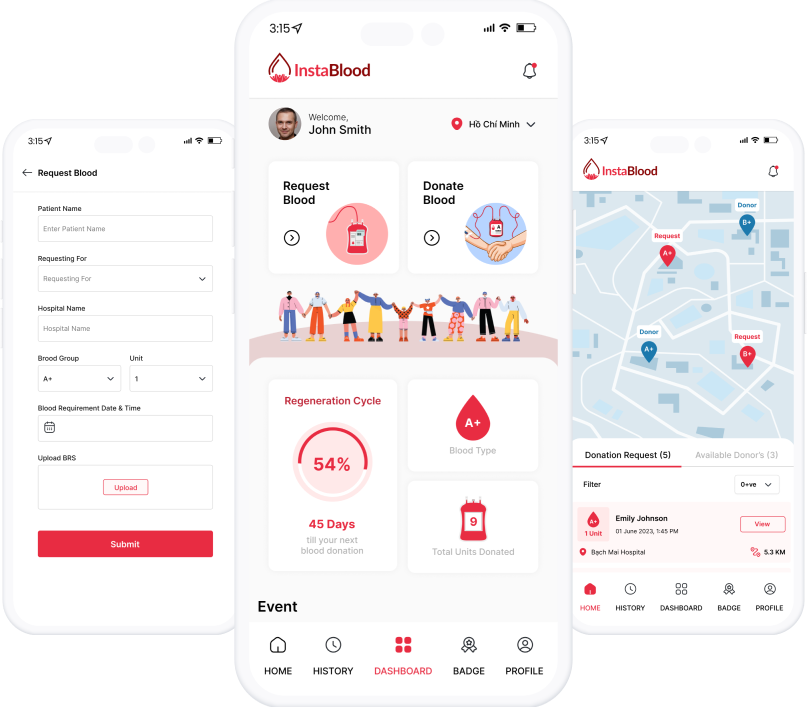 3:15
Request Blood
Patient Name
Enter Patient Name
Requesting For
Requesting For
Hospital Name
Hospital Name
Brood Group
Unit
A+
1
Blood Requirement Date & Time
Upload BRS
Upload
Submit
3:15
InstaBlood
Welcome,
John Smith
Hồ Chí Minh
Request
Blood
Donate
Blood
A
Regeneration Cycle
54%
45 Days
till your next
blood donation
A+
Blood Type
9
Total Units Donated
Event
HOME
HISTORY
DASHBOARD
BADGE
PROFILE
3:15
InstaBlood
Donor
B+
Request
A+
Donor
A+
Request
B+
Donation Request (5)
Available Donor's (3)
Filter
0+ve
A+
1 Unit
Emily Johnson
01 June 2023, 1:45 PM
View
Bạch Mai Hospital
5.3 KM
HOME
HISTORY
DASHBOARD
BADGE
PROFILE